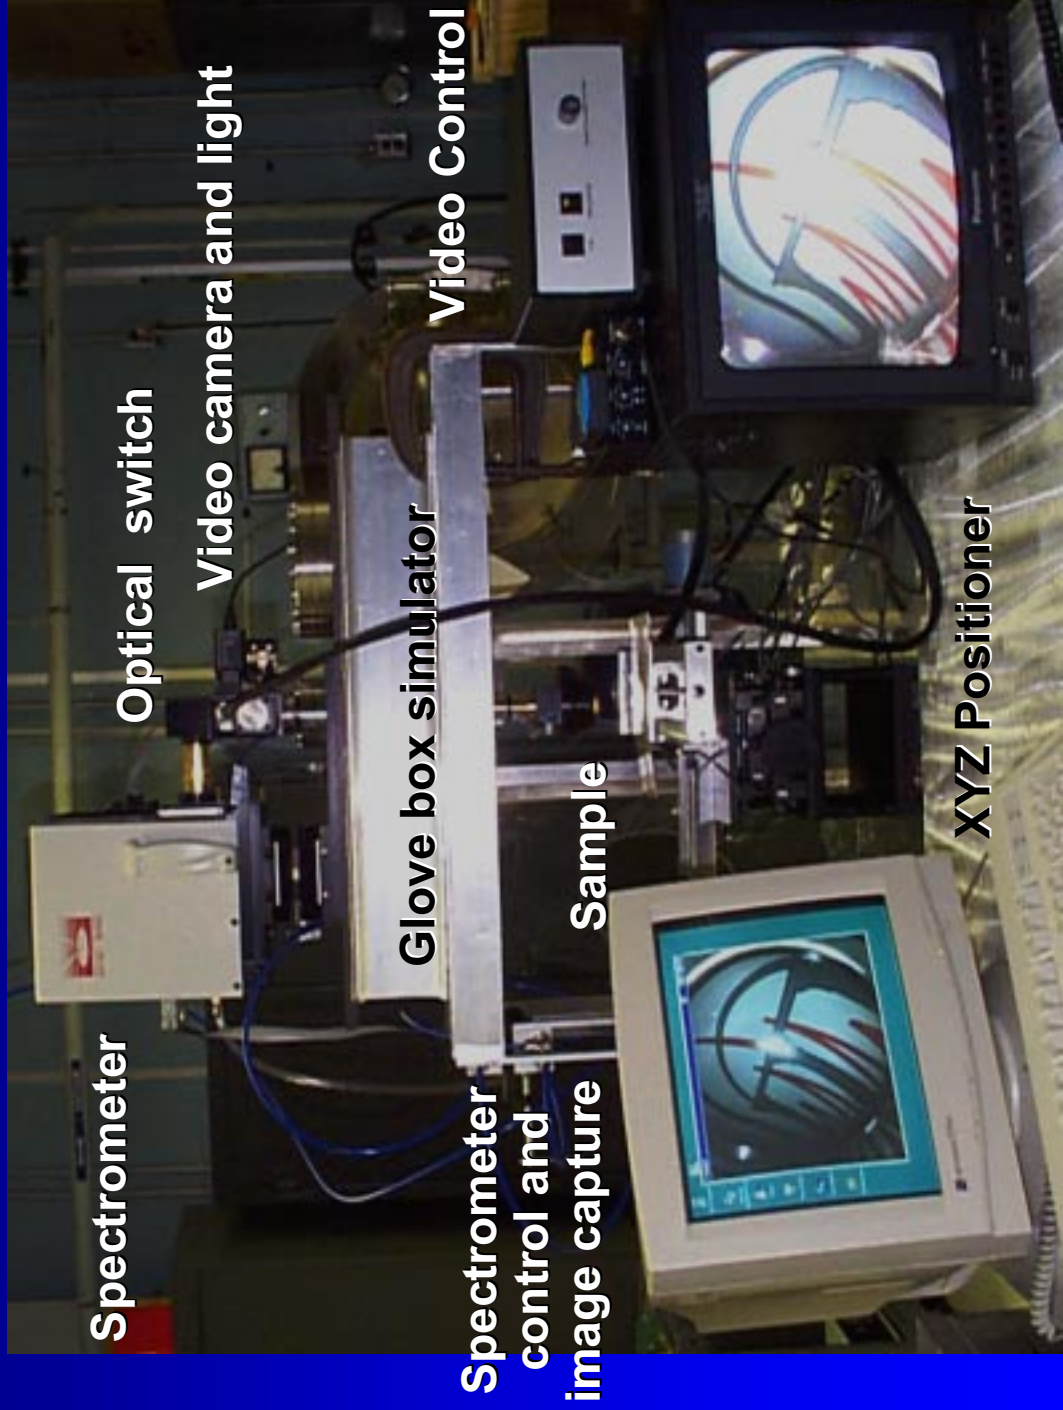 Spectrometer
Optical switch
Video camera and light
Glove box simulator
Video Control
Spectrometer
control and
image capture
Sample
XYZ Positioner